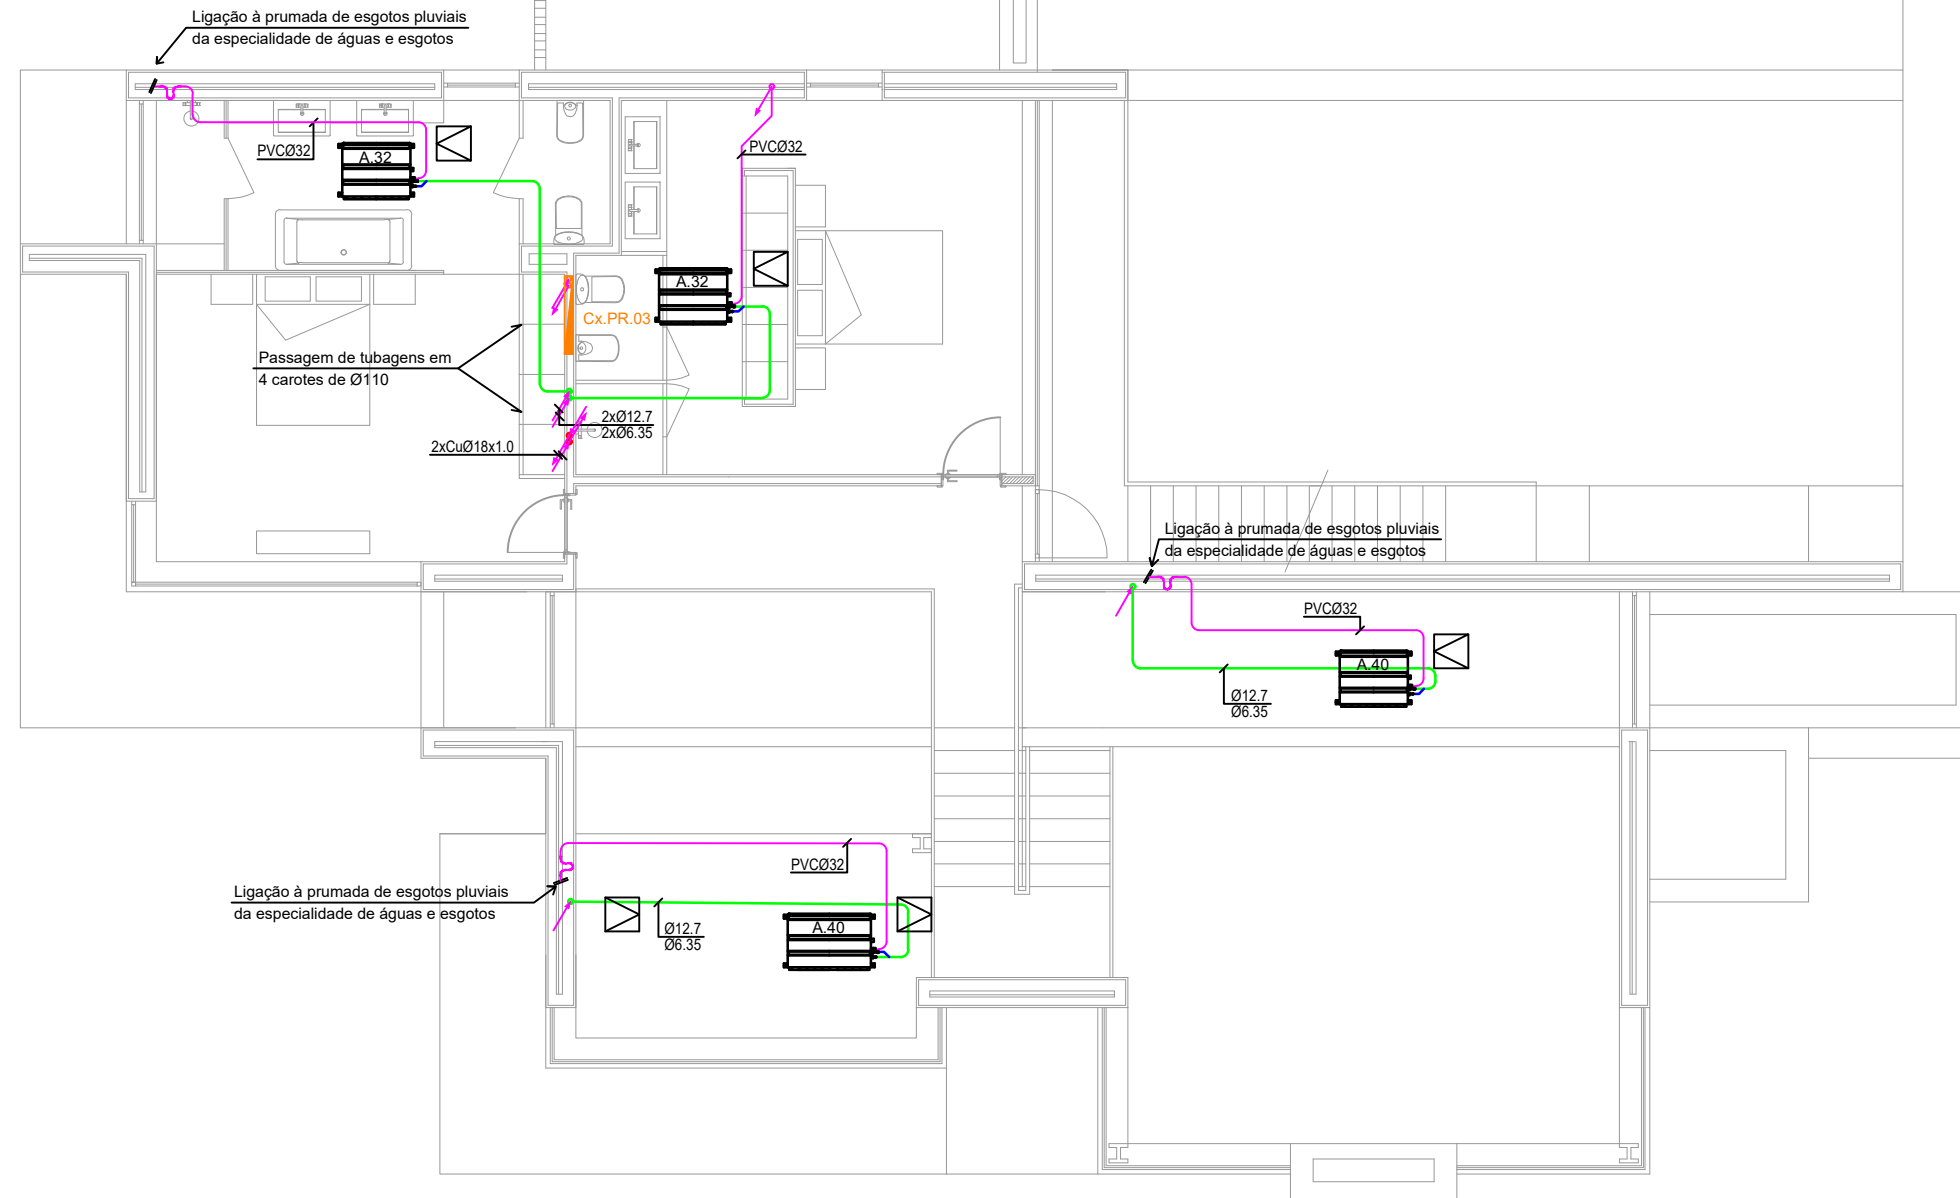 Ligação à prumada de esgotos pluviais
da especialidade de águas e esgotos
PVCØ32
A.32
PVCØ32
A.32
Cx.PR.03
Passagem de tubagens em
4 carotes de Ø110
2xØ12.7
2xØ6.35
2xCuØ18x1.0
Ligação à prumada de esgotos pluviais
da especialidade de águas e esgotos
PVCØ32
A.40
Ø12.7
Ø6.35
PVCØ32
Ligação à prumada de esgotos pluviais
da especialidade de águas e esgotos
A.40
Ø12.7
Ø6.35